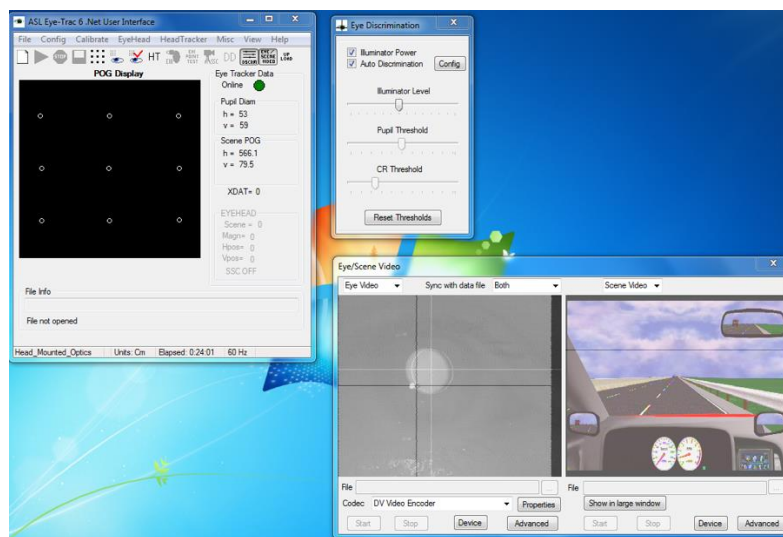 ASL Eye-Trac 6 .Net User Interface
File Config Calibrate EyeHead HeadTracker Misc View Help
STOP HT DD UP LOAD
POG Display
Eye Tracker Data
Online
Pupil Diam
h = 53
v = 59
Scene POG
h = 566.1
v = 79.5
XDAT= 0
EYEHEAD
Scene = 0
Magn= 0
Hpos= 0
Vpos= 0
SSC OFF
File Info
File not opened
Head_Mounted_Optics Units: Cm Elapsed: 0:24:01 60 Hz
Eye Discrimination
Illuminator Power
Auto Discrimination Config
Illuminator Level
Pupil Threshold
CR Threshold
Reset Thresholds
Eye/Scene Video
Eye Video Sync with data file Both Scene Video
File ... File ...
Codec DV Video Encoder Properties Show in large window
Start Stop Device Advanced Start Stop Device Advanced